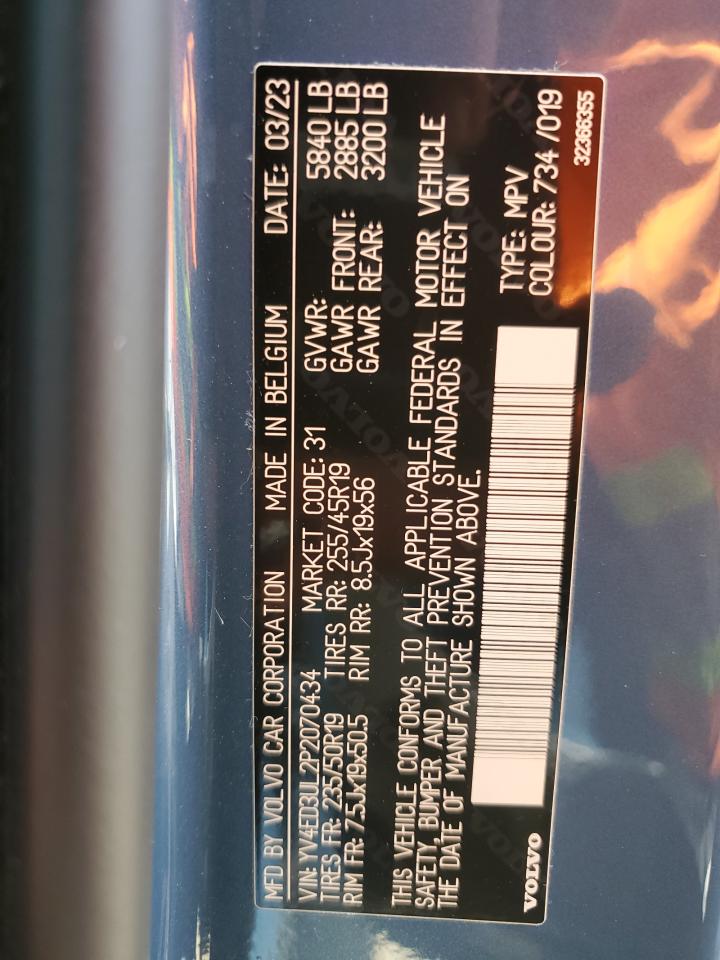 MFD BY VOLVO CAR CORPORATION MADE IN BELGIUM DATE: 03/23
VIN: YV4ED3UL2P2070434 MARKET CODE: 31 GVWR: 5840 LB
TIRES FR: 235/50R19 TIRES RR: 255/45R19 GAWR FRONT: 2885 LB
RIM FR: 7.5Jx19x50.5 RIM RR: 8.5Jx19x56 GAWR REAR: 3200 LB
THIS VEHICLE CONFORMS TO ALL APPLICABLE FEDERAL MOTOR VEHICLE
SAFETY, BUMPER AND THEFT PREVENTION STANDARDS IN EFFECT ON
THE DATE OF MANUFACTURE SHOWN ABOVE.
TYPE: MPV
COLOUR: 734 /019
VOLVO
32366355